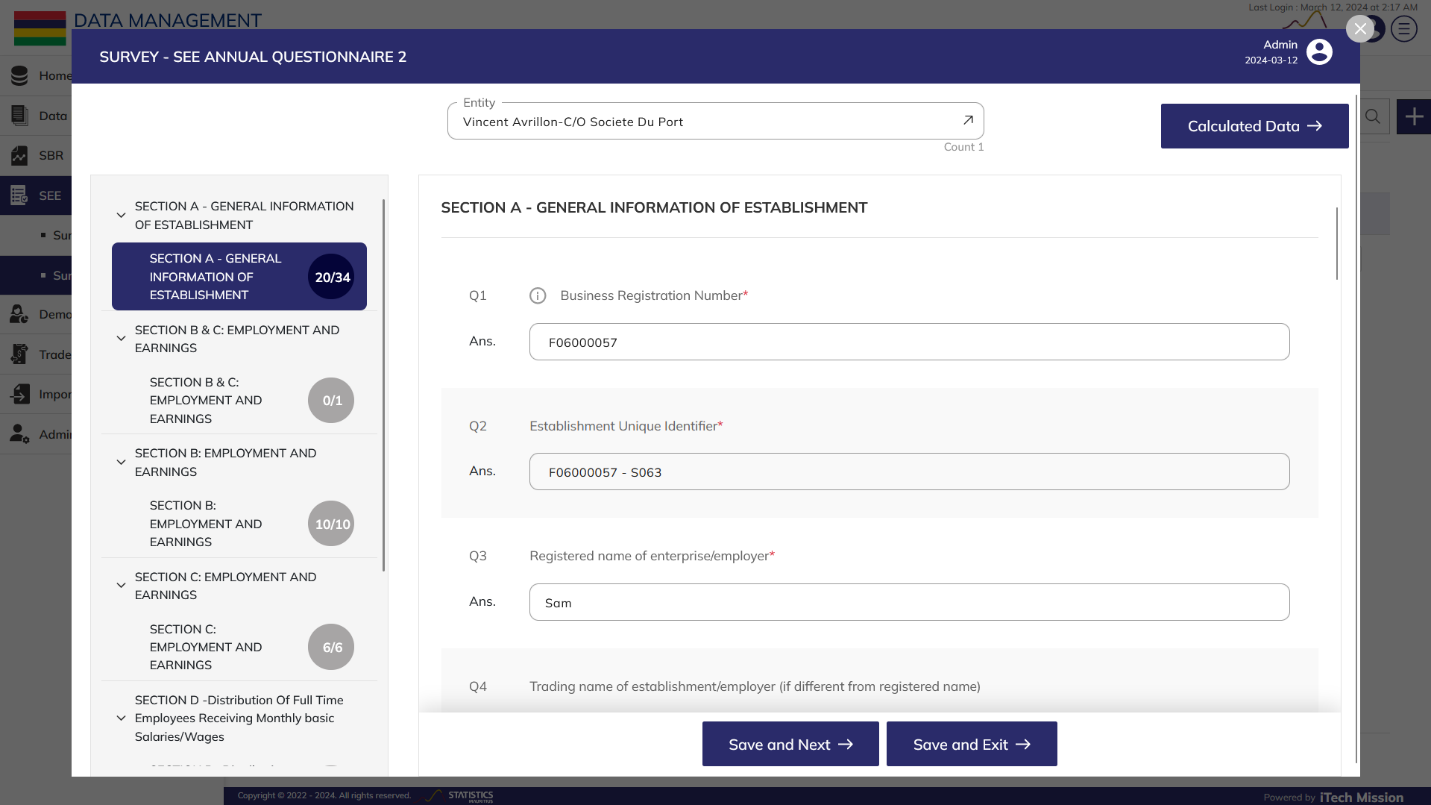 DATA MANAGEMENT
Last Login : March 12, 2024 at 2:17 AM
SURVEY - SEE ANNUAL QUESTIONNAIRE 2
Admin
2024-03-12
Home
Data
SBR
SEE
Entity
Vincent Avrillon-C/O Societe Du Port
Count 1
Calculated Data
SECTION A - GENERAL INFORMATION
OF ESTABLISHMENT
SECTION A - GENERAL
INFORMATION OF
ESTABLISHMENT
20/34
SECTION B & C: EMPLOYMENT AND
EARNINGS
SECTION B & C:
EMPLOYMENT AND
EARNINGS
0/1
SECTION B: EMPLOYMENT AND
EARNINGS
SECTION B:
EMPLOYMENT AND
EARNINGS
10/10
SECTION C: EMPLOYMENT AND
EARNINGS
SECTION C:
EMPLOYMENT AND
EARNINGS
6/6
SECTION D -Distribution Of Full Time
Employees Receiving Monthly basic
Salaries/Wages
SECTION A - GENERAL INFORMATION OF ESTABLISHMENT
Q1 Business Registration Number*
Ans. F06000057
Q2 Establishment Unique Identifier*
Ans. F06000057 - S063
Q3 Registered name of enterprise/employer*
Ans. Sam
Q4 Trading name of establishment/employer (if different from registered name)
Save and Next
Save and Exit
Trade
Copyright © 2022 - 2024. All rights reserved.
STATISTICS
Powered by iTech Mission